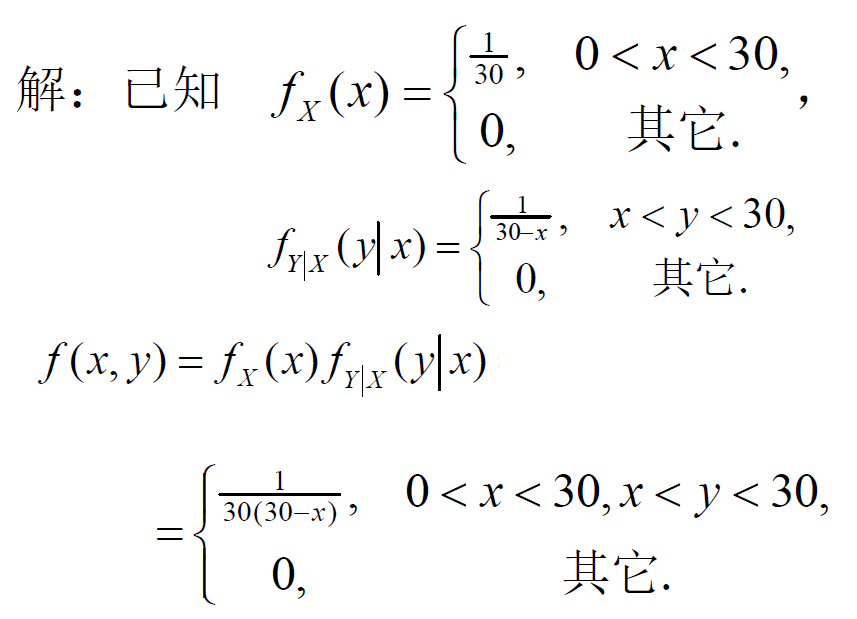 解：已知 f_X(x) = { 1/30, 0 < x < 30, 0, 其它. ,
f_{Y|X}(y|x) = { 1/(30−x), x < y < 30, 0, 其它.
f(x, y) = f_X(x) f_{Y|X}(y|x)
= { 1/(30(30−x)), 0 < x < 30, x < y < 30, 0, 其它.